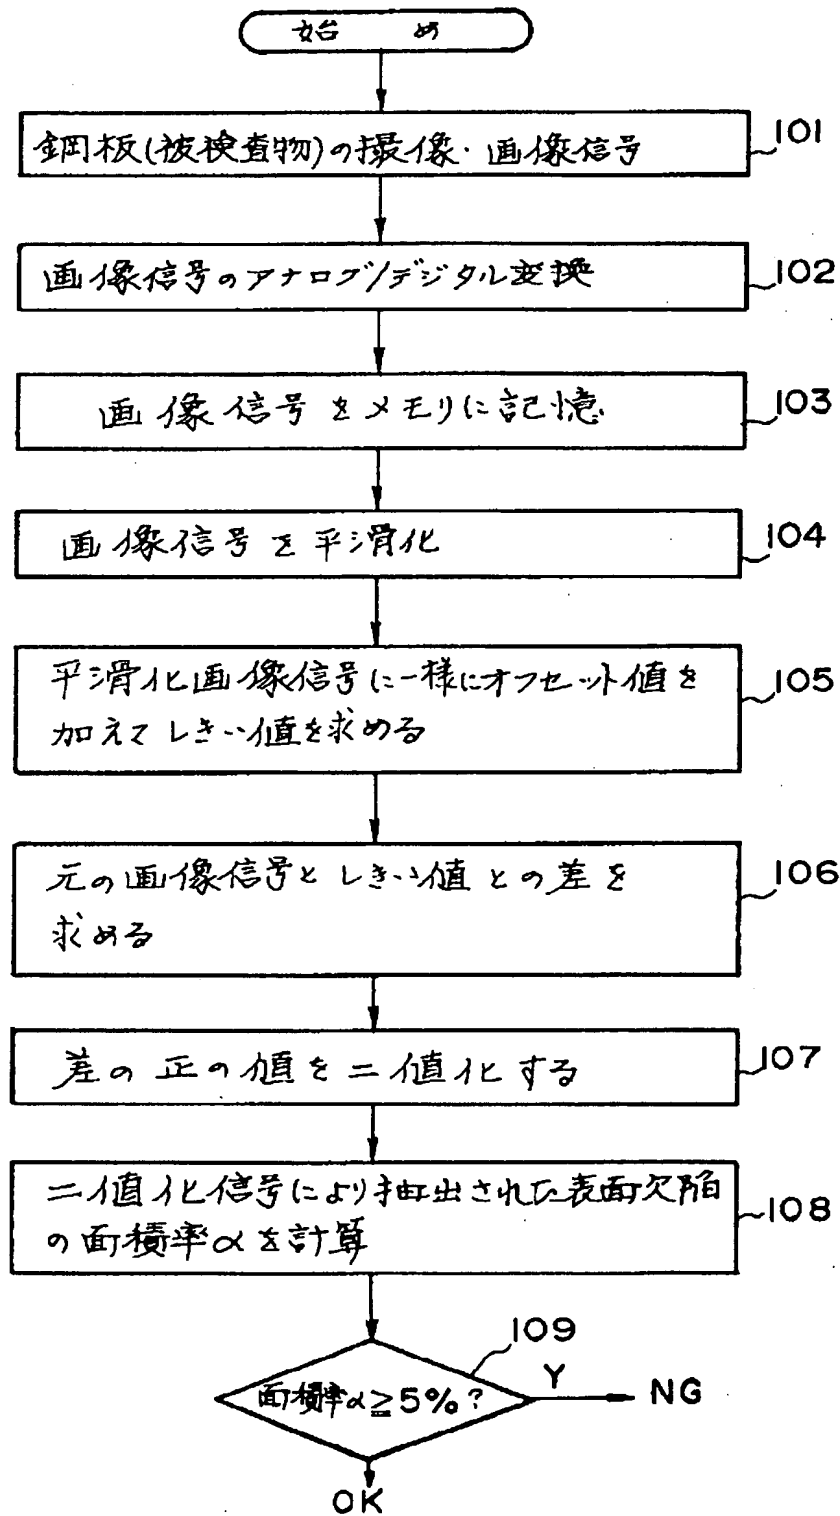 始め
鋼板(被検査物)の撮像・画像信号
101
画像信号のアナログ/デジタル変換
102
画像信号をメモリに記憶
103
画像信号を平滑化
104
平滑化画像信号に一様にオフセット値を
加えてしきい値を求める
105
元の画像信号としきい値との差を
求める
106
差の正の値を二値化する
107
二値化信号により抽出された表面欠陥
の面積率αを計算
108
109
面積率α≧5%?
Y
NG
OK